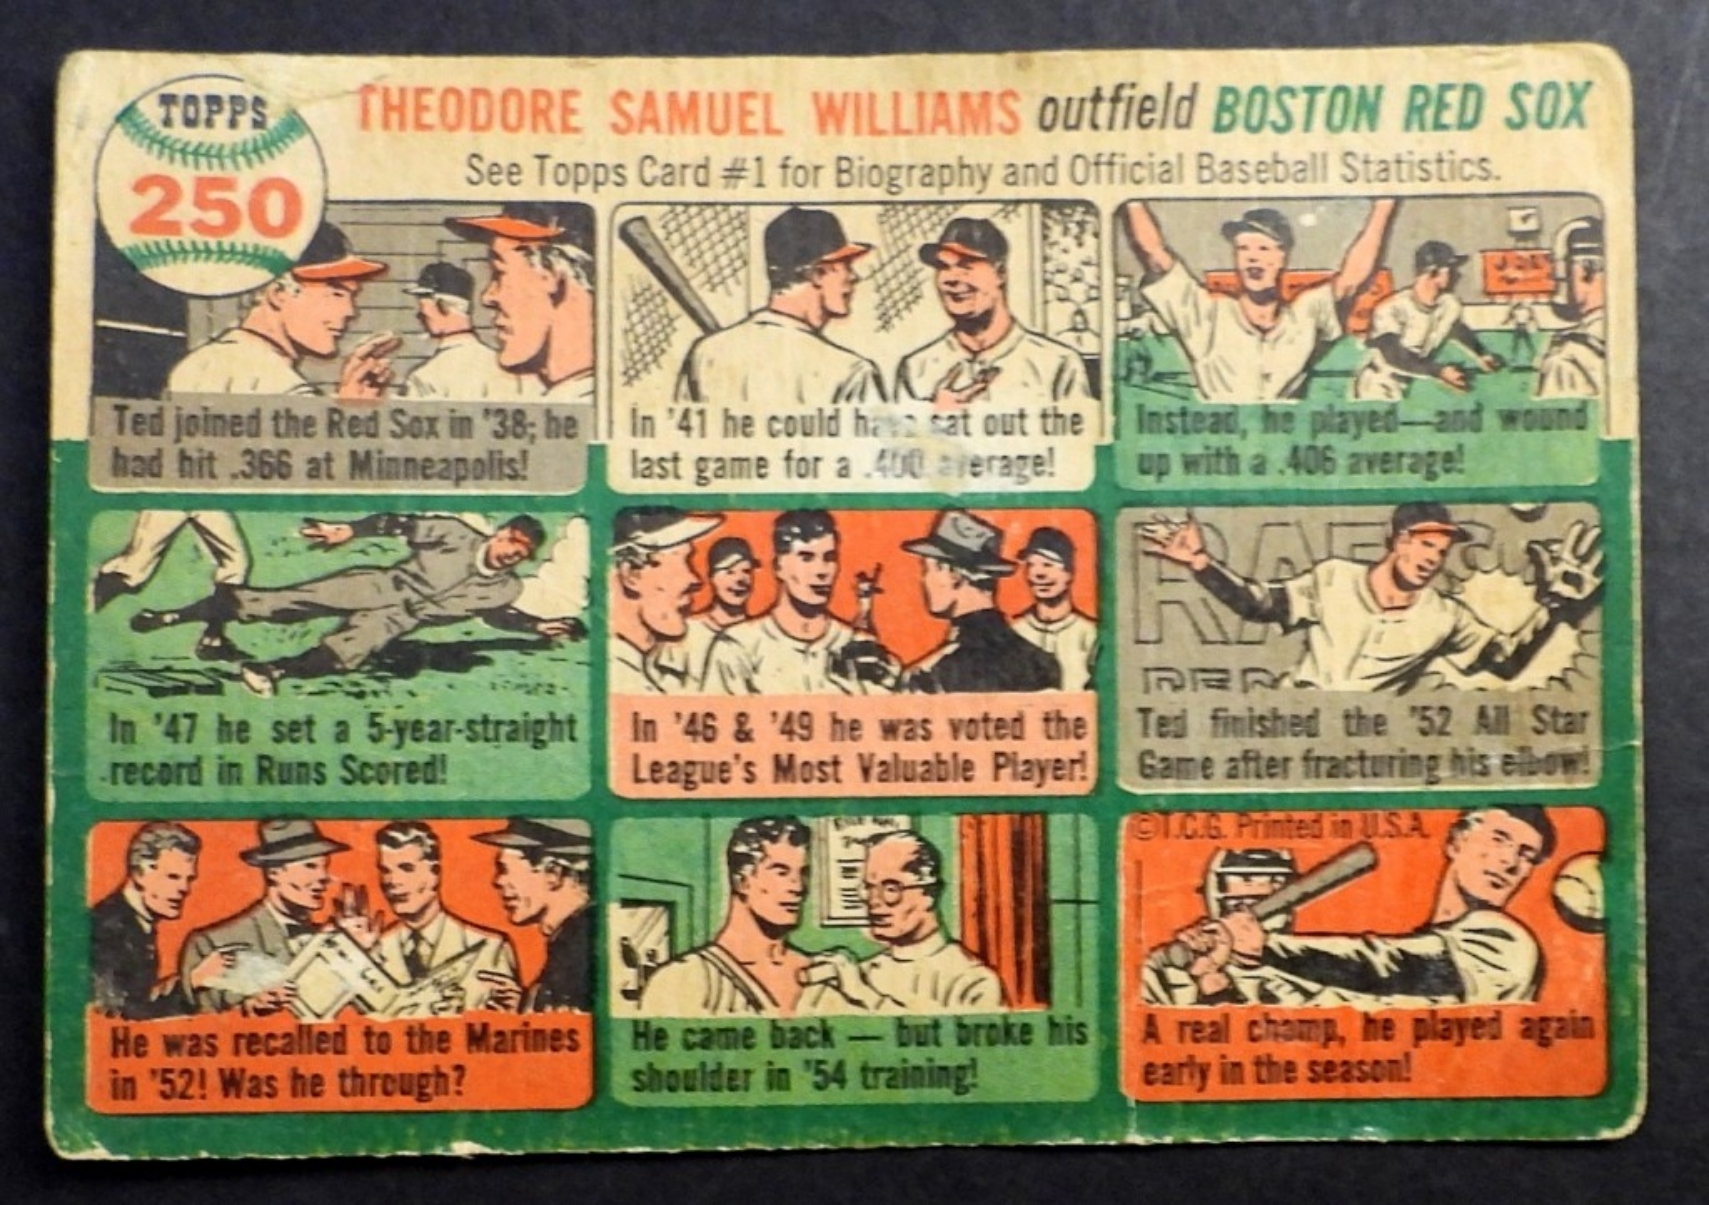 TOPPS
250
THEODORE SAMUEL WILLIAMS outfield BOSTON RED SOX
See Topps Card #1 for Biography and Official Baseball Statistics.
Ted joined the Red Sox in '38; he
had hit .366 at Minneapolis!
In '41 he could have sat out the
last game for a .400 average!
Instead, he played—and wound
up with a .406 average!
In '47 he set a 5-year-straight
record in Runs Scored!
In '46 & '49 he was voted the
League's Most Valuable Player!
Ted finished the '52 All Star
Game after fracturing his elbow!
He was recalled to the Marines
in '52! Was he through?
He came back — but broke his
shoulder in '54 training!
©T.C.G. Printed in U.S.A.
A real champ, he played again
early in the season!